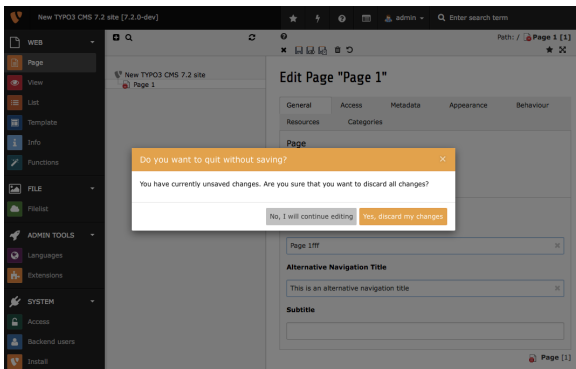 New TYPO3 CMS 7.2 site [7.2.0-dev]
admin
Enter search term
WEB
Page
View
List
Template
Info
Functions
FILE
Filelist
ADMIN TOOLS
Languages
Extensions
SYSTEM
Access
Backend users
Install
New TYPO3 CMS 7.2 site
Page 1
Path: / Page 1 [1]
Edit Page "Page 1"
General Access Metadata Appearance Behaviour
Resources Categories
Page
Do you want to quit without saving?
You have currently unsaved changes. Are you sure that you want to discard all changes?
No, I will continue editing Yes, discard my changes
Page 1fff
Alternative Navigation Title
This is an alternative navigation title
Subtitle
Page [1]